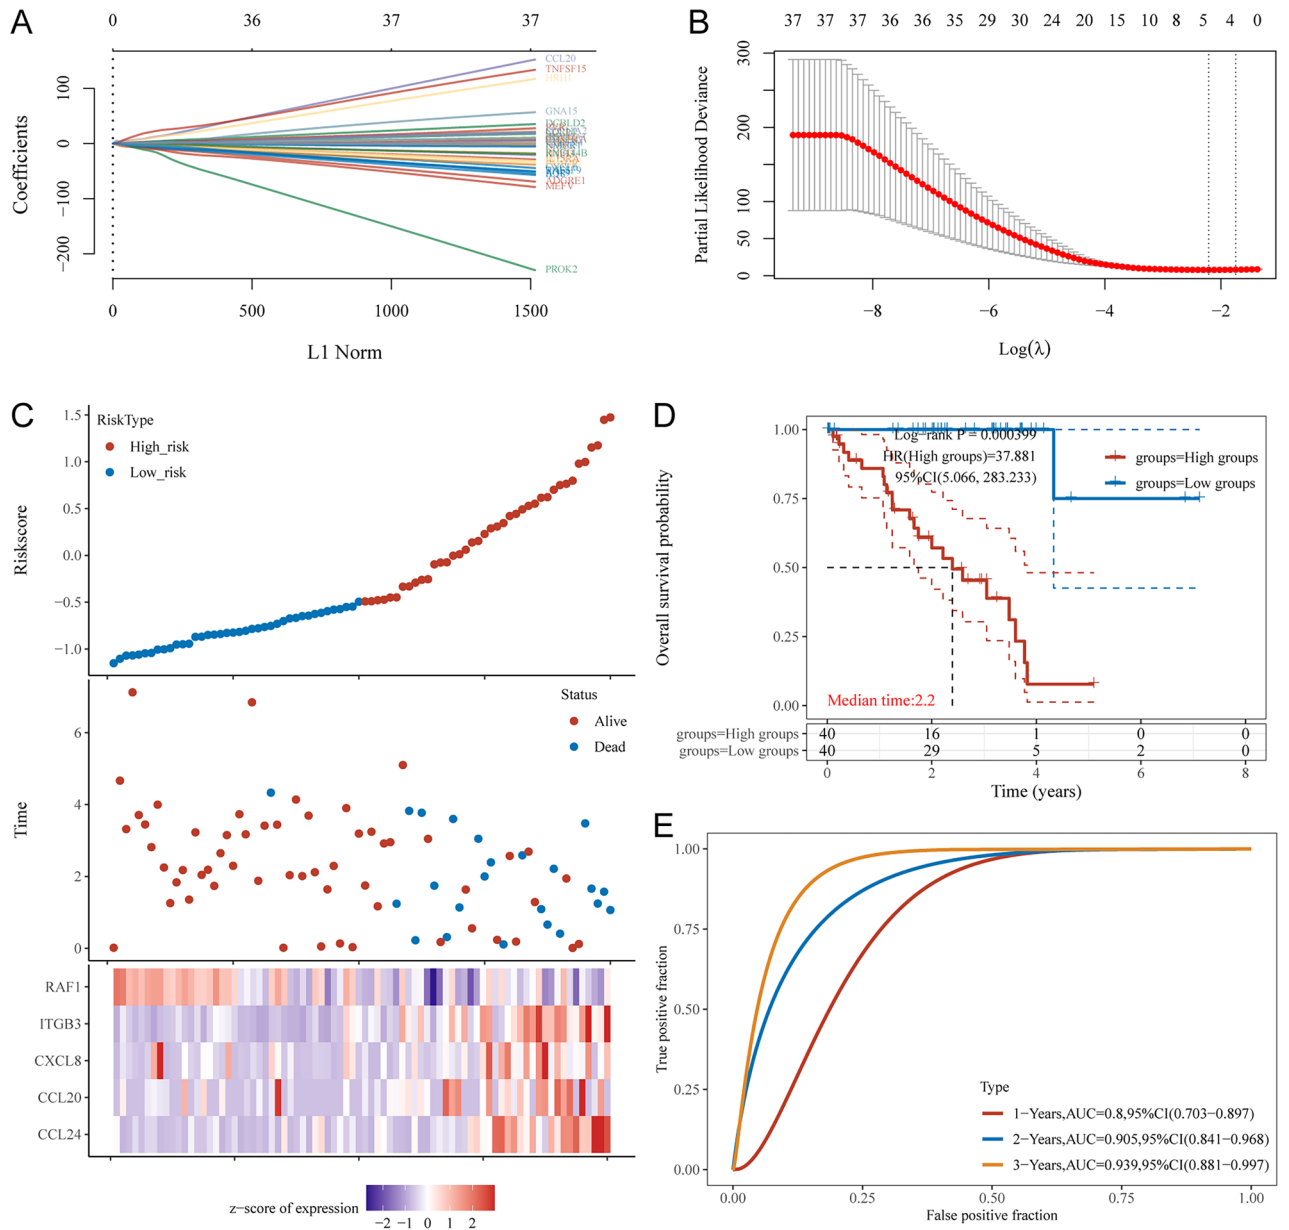 A
0 36 37 37
100
0
−100
−200
Coefficients
CCL20
TNFSF15
HRH1
GNA15
DCBLD2
ADGRE1
MEFV
PROK2
0 500 1000 1500
L1 Norm
B
37 37 37 36 36 35 29 30 24 20 15 10 8 5 4 0
300
200
100
50
0
Partial Likelihood Deviance
−8 −6 −4 −2
Log(λ)
C
1.5
1.0
0.5
0.0
−0.5
−1.0
Riskscore
RiskType
High_risk
Low_risk
Status
Alive
Dead
6
4
2
0
Time
RAF1
ITGB3
CXCL8
CCL20
CCL24
z−score of expression
−2 −1 0 1 2
D
1.00
0.75
0.50
0.25
0.00
Overall survival probability
Log−rank P = 0.000399
HR(High groups)=37.881
95%CI(5.066, 283.233)
groups=High groups
groups=Low groups
Median time:2.2
groups=High groups 40 16 1 0 0
groups=Low groups 40 29 5 2 0
0 2 4 6 8
Time (years)
E
1.00
0.75
0.50
0.25
0.00
True positive fraction
Type
1−Years,AUC=0.8,95%CI(0.703−0.897)
2−Years,AUC=0.905,95%CI(0.841−0.968)
3−Years,AUC=0.939,95%CI(0.881−0.997)
0.00 0.25 0.50 0.75 1.00
False positive fraction